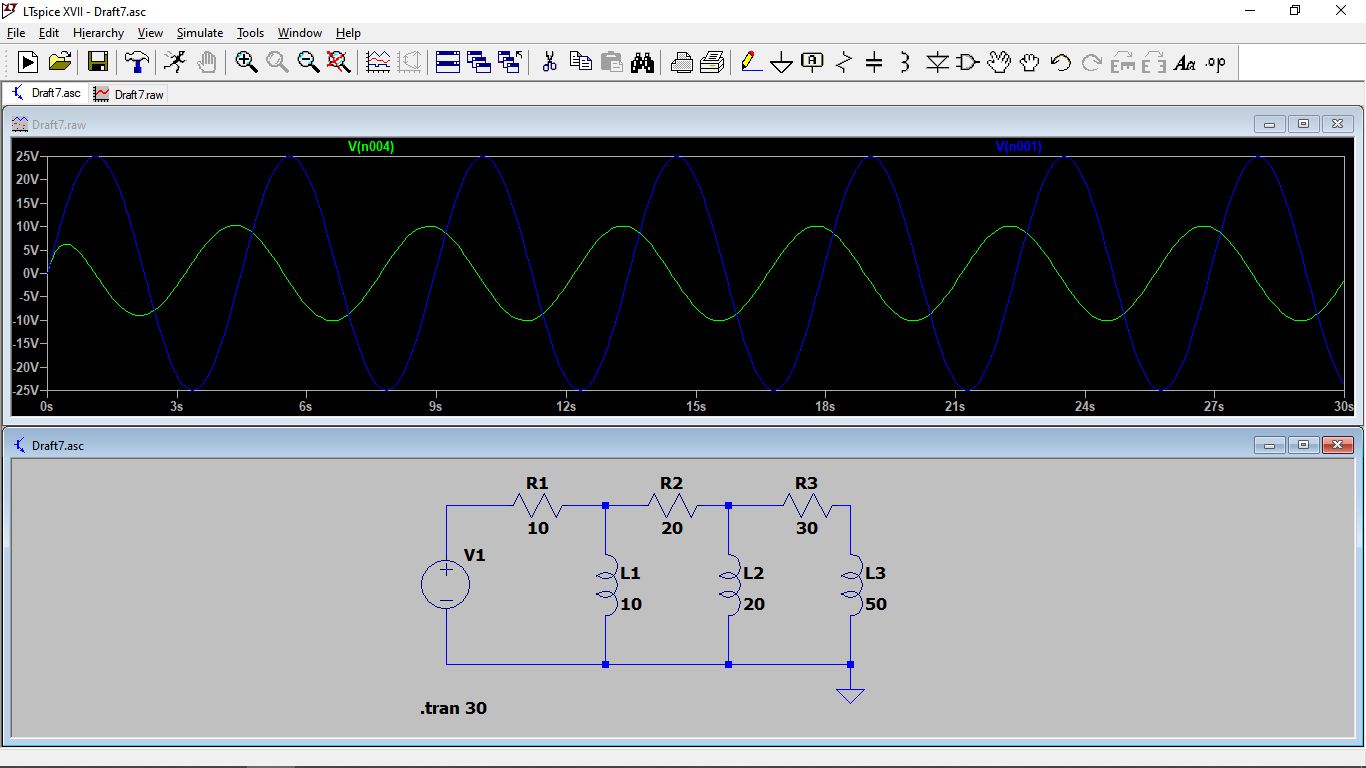 LTspice XVII - Draft7.asc
File Edit Hierarchy View Simulate Tools Window Help
A Aa .op
Draft7.asc Draft7.raw
Draft7.raw
V(n004) V(n001)
25V
20V
15V
10V
5V
0V
-5V
-10V
-15V
-20V
-25V
0s 3s 6s 9s 12s 15s 18s 21s 24s 27s 30s
Draft7.asc
R1 R2 R3
10 20 30
V1
L1 L2 L3
10 20 50
.tran 30